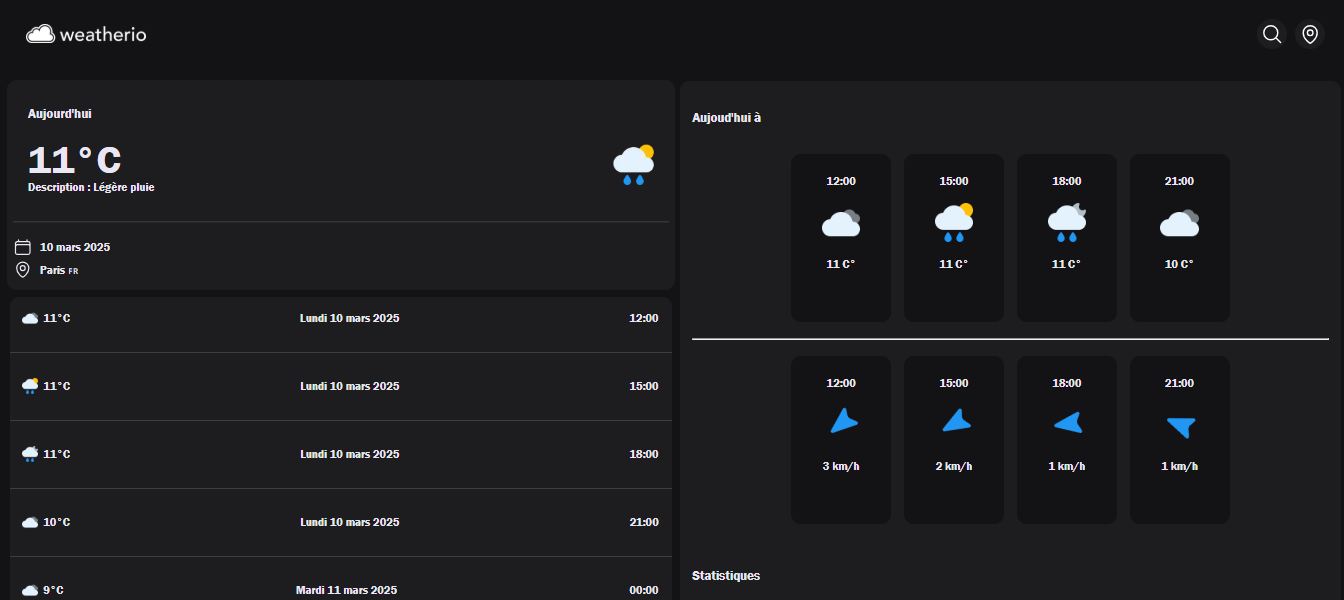 weatherio
Aujourd'hui
11°C
Description : Légère pluie
10 mars 2025
Paris FR
11°C Lundi 10 mars 2025 12:00
11°C Lundi 10 mars 2025 15:00
11°C Lundi 10 mars 2025 18:00
10°C Lundi 10 mars 2025 21:00
9°C Mardi 11 mars 2025 00:00
Aujoud'hui à
12:00 15:00 18:00 21:00
11 C° 11 C° 11 C° 10 C°
12:00 15:00 18:00 21:00
3 km/h 2 km/h 1 km/h 1 km/h
Statistiques